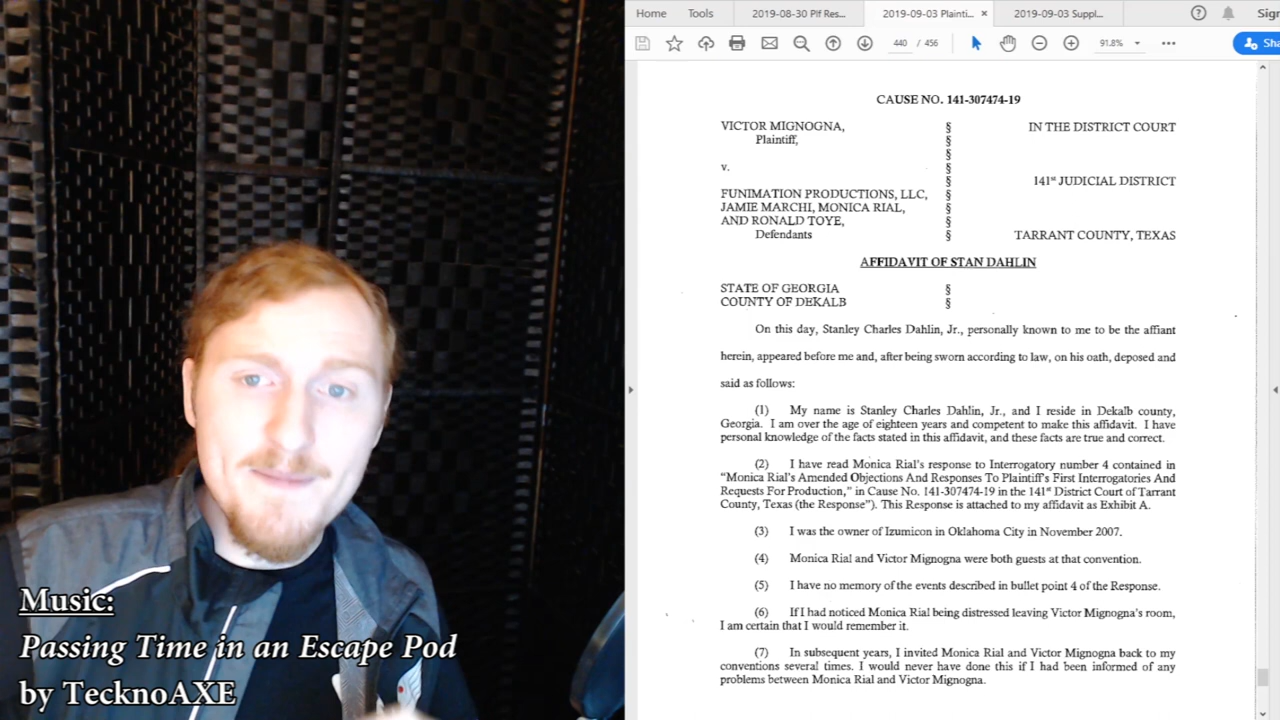 Home Tools 2019-08-30 Plf Res... 2019-09-03 Plainti... × 2019-09-03 Suppl... Sign
440 / 456 91.8% Sha
CAUSE NO. 141-307474-19
VICTOR MIGNOGNA, § IN THE DISTRICT COURT
Plaintiff, §
§
v. §
§ 141st JUDICIAL DISTRICT
FUNIMATION PRODUCTIONS, LLC, §
JAMIE MARCHI, MONICA RIAL, §
AND RONALD TOYE, §
Defendants § TARRANT COUNTY, TEXAS
AFFIDAVIT OF STAN DAHLIN
STATE OF GEORGIA §
COUNTY OF DEKALB §
On this day, Stanley Charles Dahlin, Jr., personally known to me to be the affiant
herein, appeared before me and, after being sworn according to law, on his oath, deposed and
said as follows:
(1) My name is Stanley Charles Dahlin, Jr., and I reside in Dekalb county,
Georgia. I am over the age of eighteen years and competent to make this affidavit. I have
personal knowledge of the facts stated in this affidavit, and these facts are true and correct.
(2) I have read Monica Rial's response to Interrogatory number 4 contained in
"Monica Rial's Amended Objections And Responses To Plaintiff's First Interrogatories And
Requests For Production," in Cause No. 141-307474-19 in the 141st District Court of Tarrant
County, Texas (the Response"). This Response is attached to my affidavit as Exhibit A.
(3) I was the owner of Izumicon in Oklahoma City in November 2007.
(4) Monica Rial and Victor Mignogna were both guests at that convention.
(5) I have no memory of the events described in bullet point 4 of the Response.
(6) If I had noticed Monica Rial being distressed leaving Victor Mignogna's room,
I am certain that I would remember it.
(7) In subsequent years, I invited Monica Rial and Victor Mignogna back to my
conventions several times. I would never have done this if I had been informed of any
problems between Monica Rial and Victor Mignogna.
Music:
Passing Time in an Escape Pod
by TecknoAXE